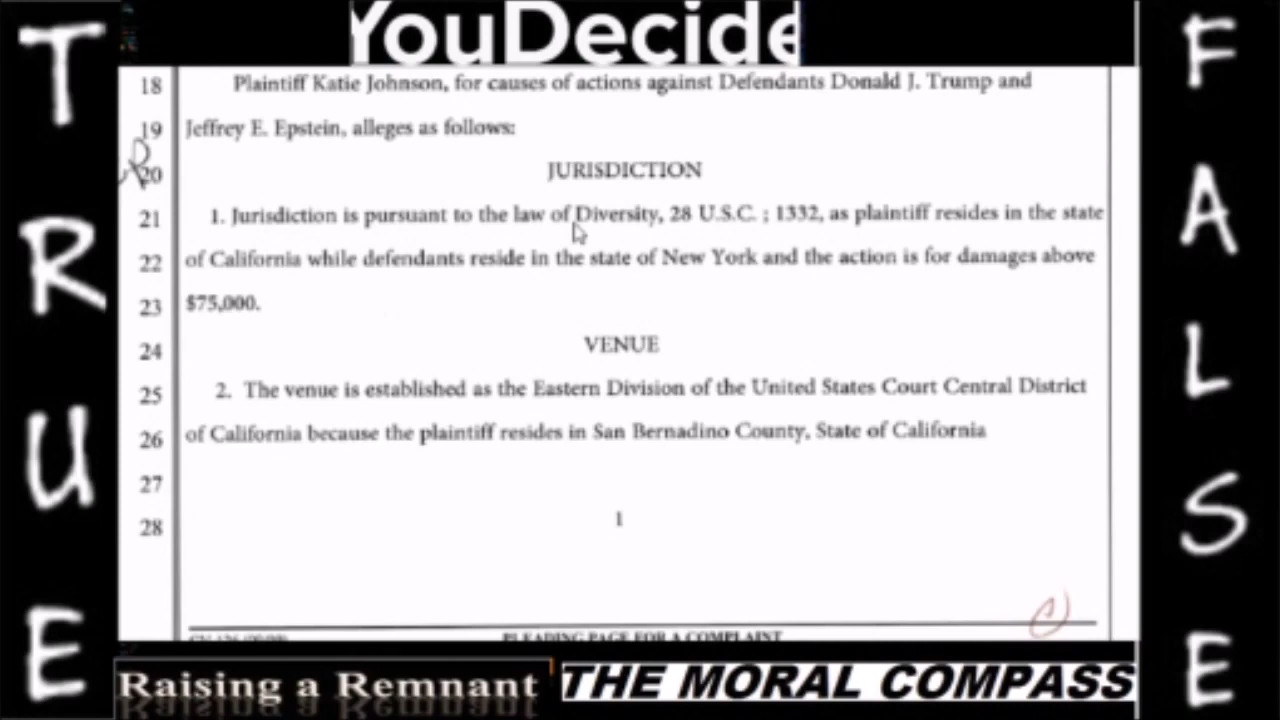 YouDecide
TRUE
FALSE
18 Plaintiff Katie Johnson, for causes of actions against Defendants Donald J. Trump and
19 Jeffrey E. Epstein, alleges as follows:
20 JURISDICTION
21 1. Jurisdiction is pursuant to the law of Diversity, 28 U.S.C. ; 1332, as plaintiff resides in the state
22 of California while defendants reside in the state of New York and the action is for damages above
23 $75,000.
24 VENUE
25 2. The venue is established as the Eastern Division of the United States Court Central District
26 of California because the plaintiff resides in San Bernadino County, State of California
27
28 1
PLEADING PAGE FOR A COMPLAINT
Raising a Remnant
THE MORAL COMPASS